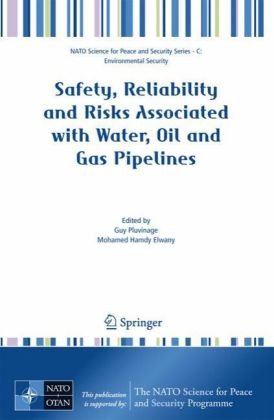 NATO Science for Peace and Security Series - C:
Environmental Security
Safety, Reliability
and Risks Associated
with Water, Oil and
Gas Pipelines
Edited by
Guy Pluvinage
Mohamed Hamdy Elwany
Springer
NATO
OTAN
This publication
is supported by:
The NATO Science for Peace
and Security Programme